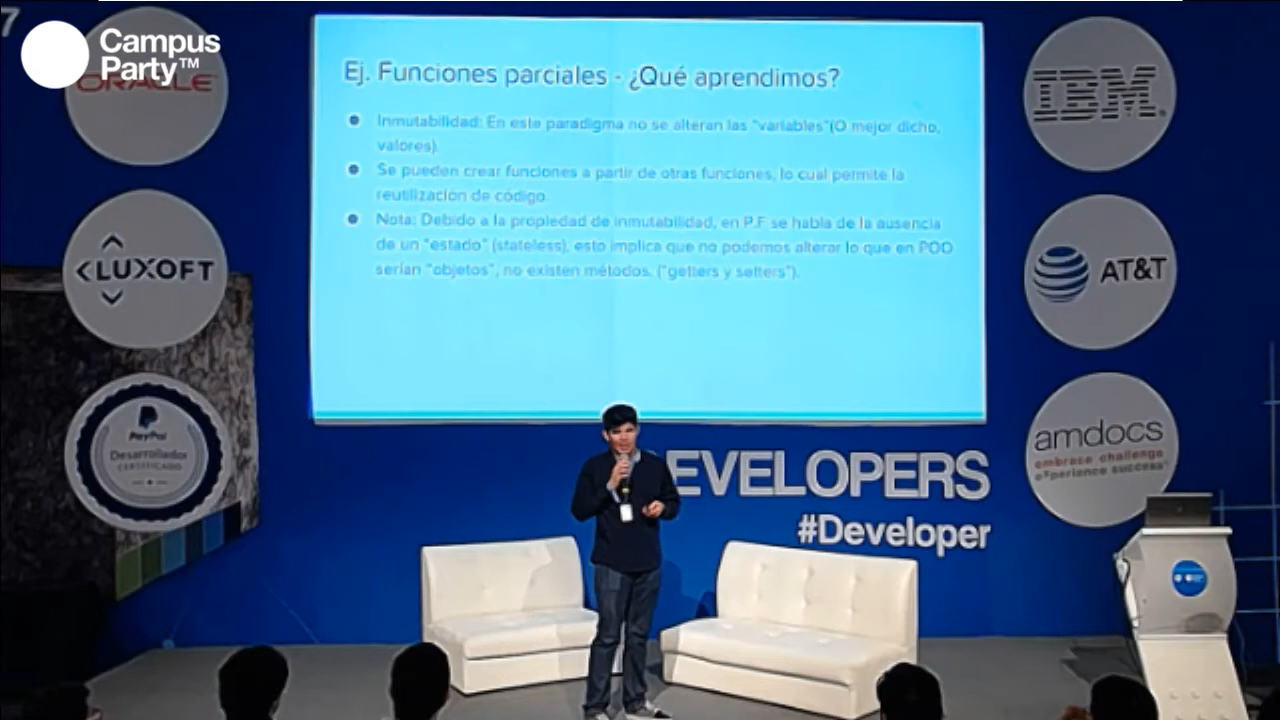 7
Campus
Party™
ORACLE
Ej. Funciones parciales - ¿Qué aprendimos?
Inmutabilidad: En este paradigma no se alteran las "variables"(O mejor dicho,
valores).
Se pueden crear funciones a partir de otras funciones, lo cual permite la
reutilización de código.
Nota: Debido a la propiedad de inmutabilidad, en P.F se habla de la ausencia
de un "estado" (stateless), esto implica que no podemos alterar lo que en POO
serían "objetos", no existen métodos. ("getters y setters").
IBM.
<LUXOFT
AT&T
PayPal
Desarrollador
CERTIFICADO
amdocs
embrace challenge
experience success™
EVELOPERS
#Developer